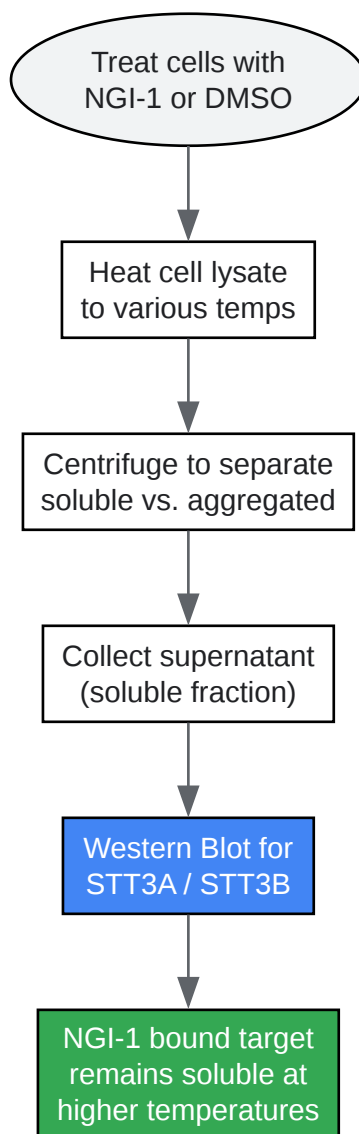 Treat cells with
NGI-1 or DMSO
Heat cell lysate
to various temps
Centrifuge to separate
soluble vs. aggregated
Collect supernatant
(soluble fraction)
Western Blot for
STT3A / STT3B
NGI-1 bound target
remains soluble at
higher temperatures